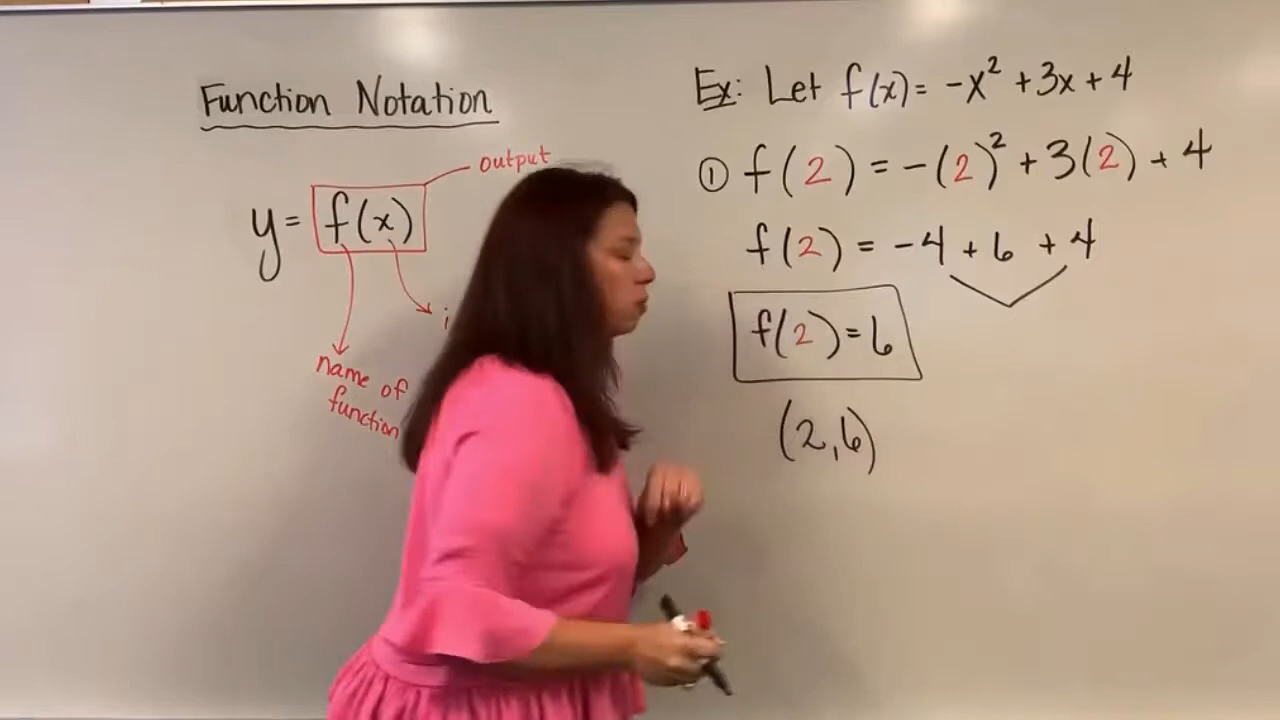 Function Notation
output
y = f(x)
name of
function
Ex: Let f(x) = -x² + 3x + 4
① f(2) = -(2)² + 3(2) + 4
f(2) = -4 + 6 + 4
f(2) = 6
(2,6)